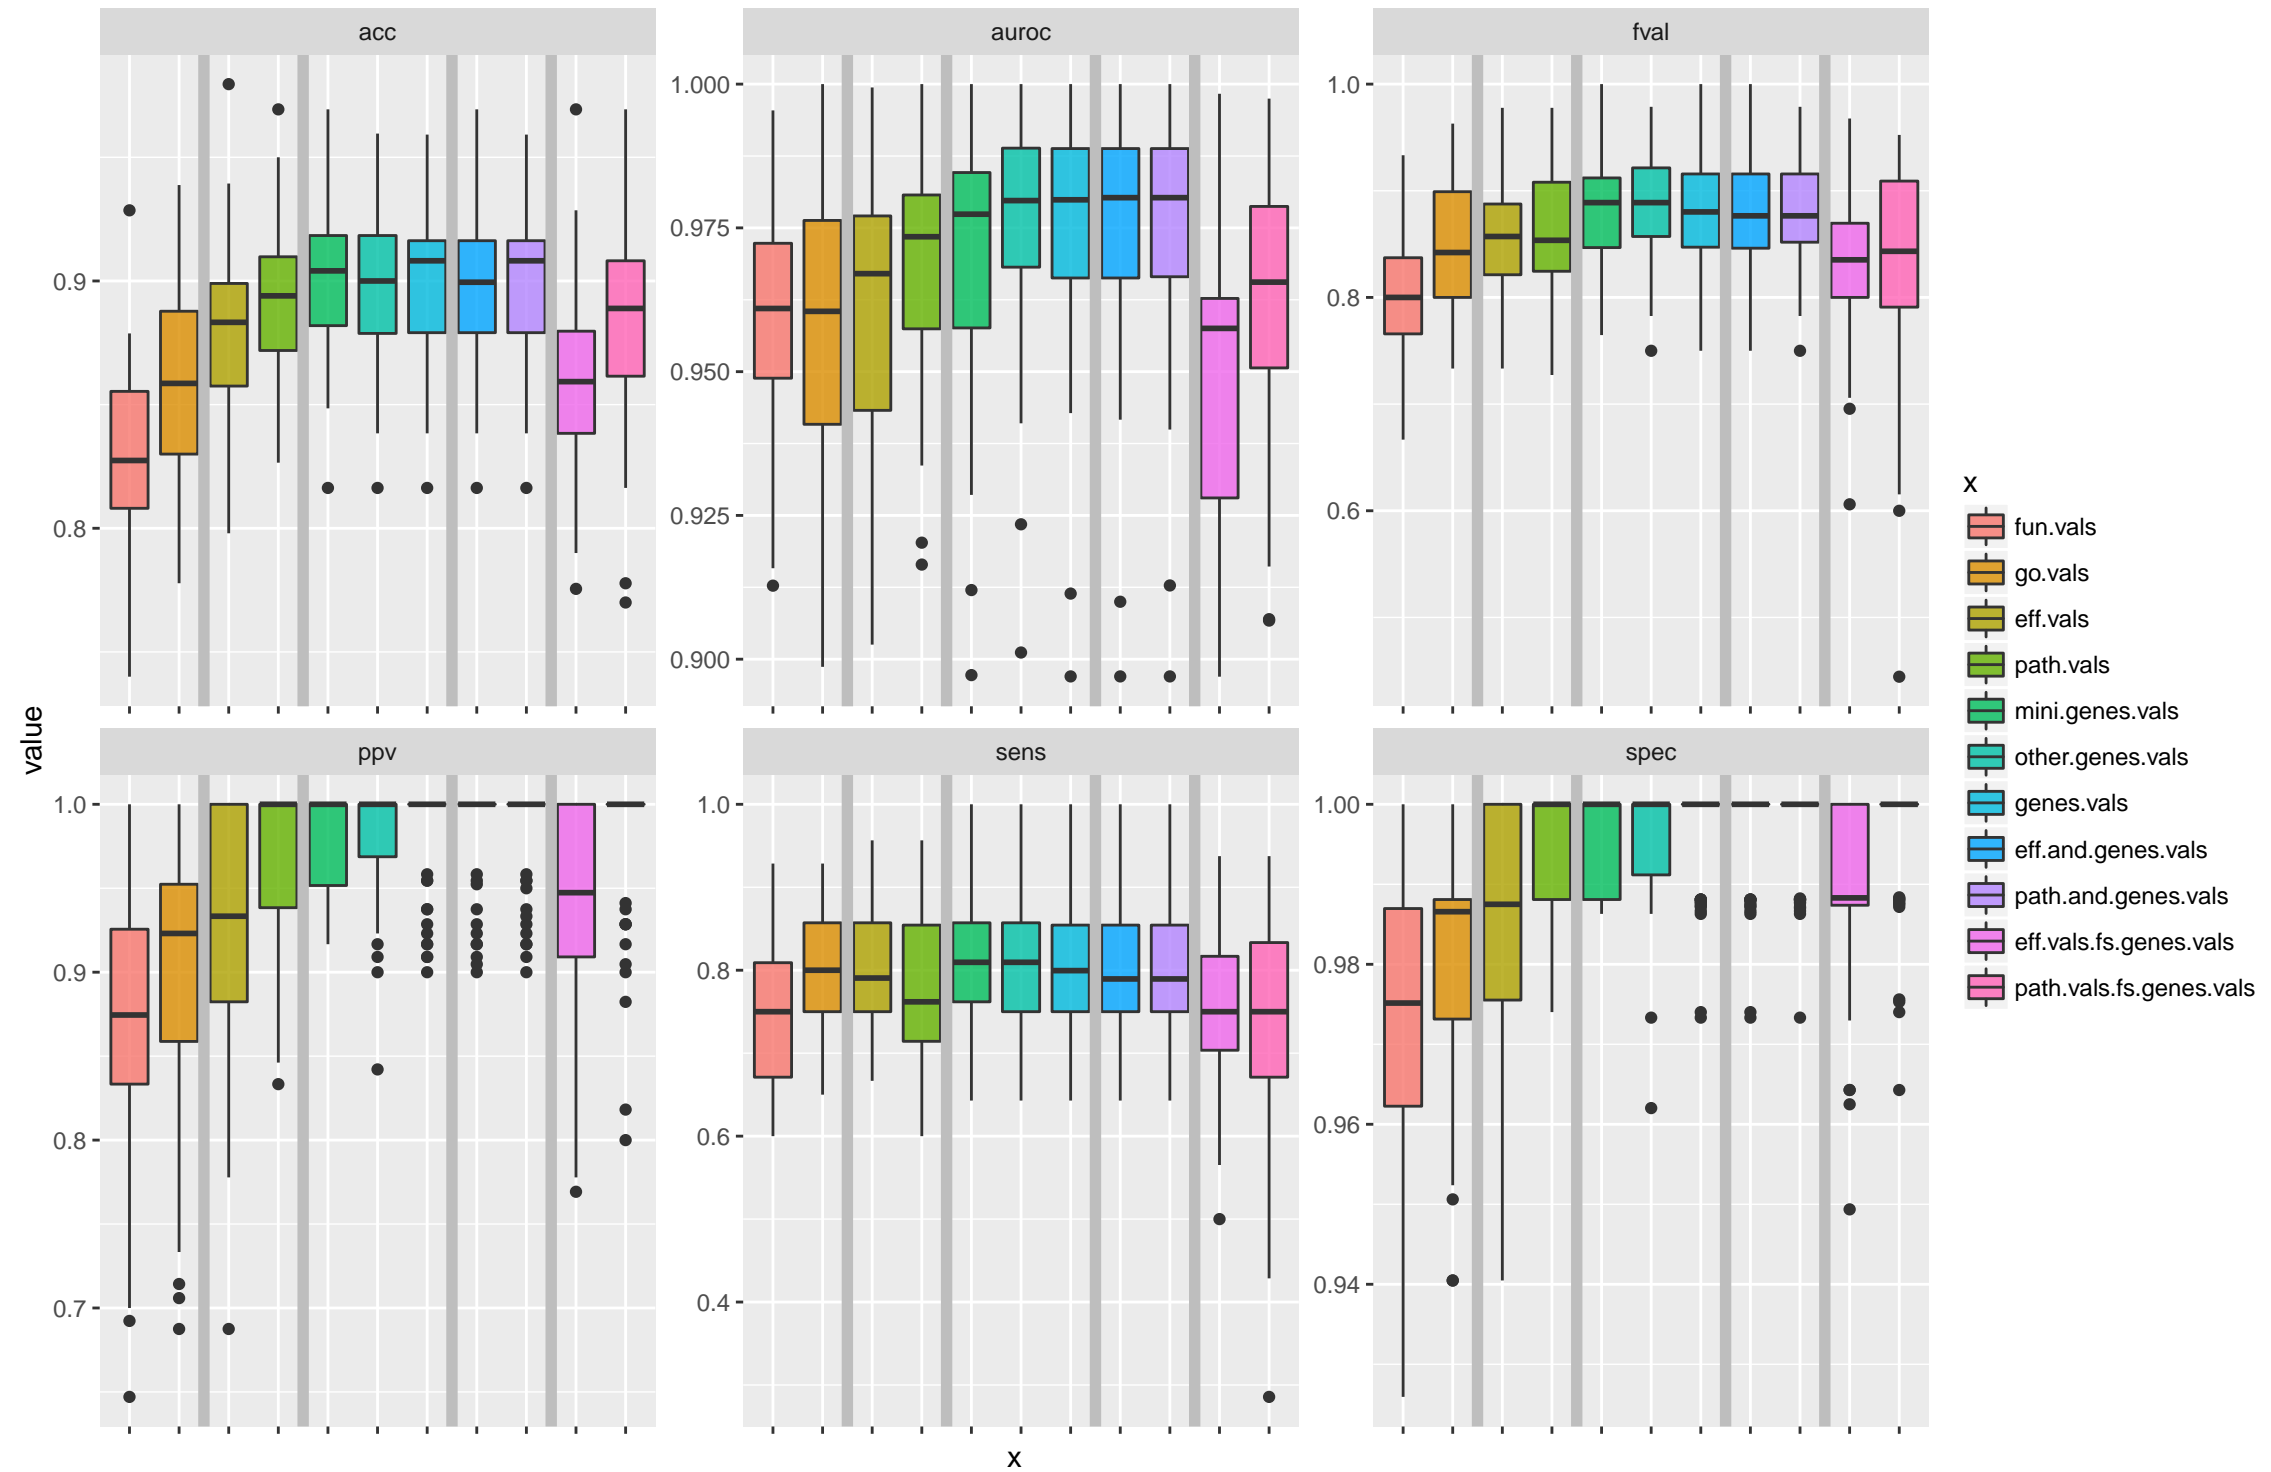 acc
auroc
fval
0.9
0.8
1.000
0.975
0.950
0.925
0.900
1.0
0.8
0.6
value
ppv
sens
spec
1.0
0.9
0.8
0.7
1.0
0.8
0.6
0.4
1.00
0.98
0.96
0.94
x
x
fun.vals
go.vals
eff.vals
path.vals
mini.genes.vals
other.genes.vals
genes.vals
eff.and.genes.vals
path.and.genes.vals
eff.vals.fs.genes.vals
path.vals.fs.genes.vals